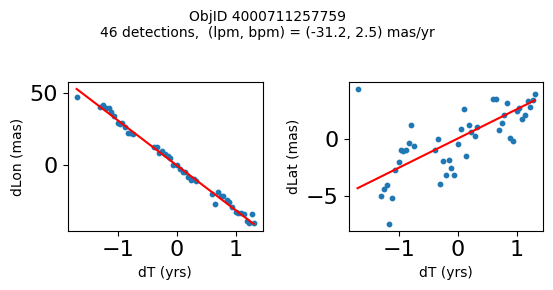 ObjID 4000711257759
46 detections,  (lpm, bpm) = (-31.2, 2.5) mas/yr
dLon (mas)
50
0
−1
0
1
dT (yrs)
dLat (mas)
0
−5
−1
0
1
dT (yrs)